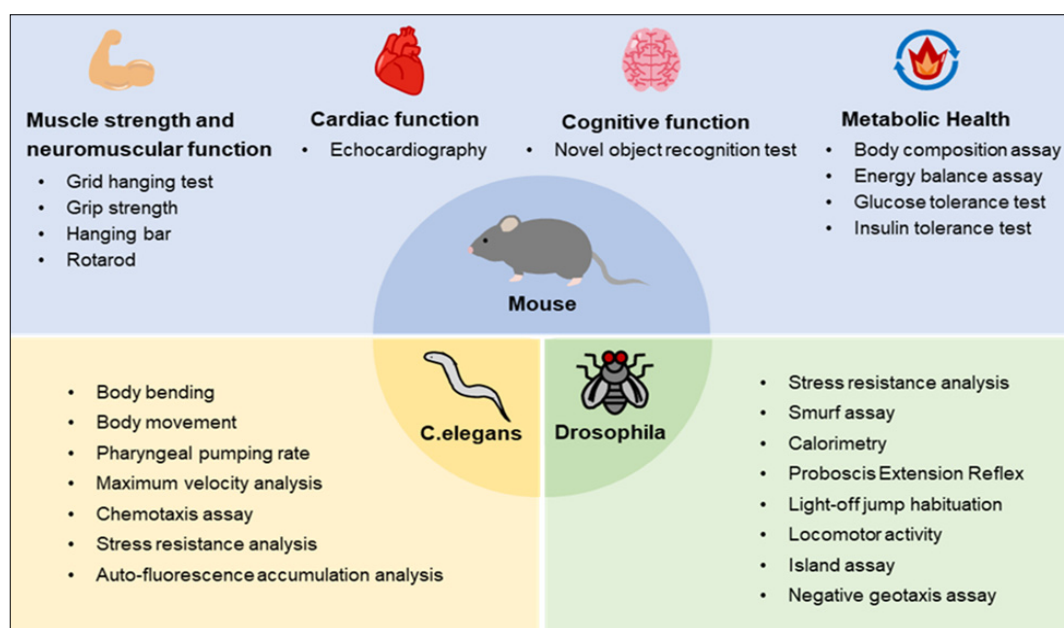 Muscle strength and
neuromuscular function
• Grid hanging test
• Grip strength
• Hanging bar
• Rotarod
Cardiac function
• Echocardiography
Cognitive function
• Novel object recognition test
Metabolic Health
• Body composition assay
• Energy balance assay
• Glucose tolerance test
• Insulin tolerance test
Mouse
• Body bending
• Body movement
• Pharyngeal pumping rate
• Maximum velocity analysis
• Chemotaxis assay
• Stress resistance analysis
• Auto-fluorescence accumulation analysis
C.elegans
Drosophila
• Stress resistance analysis
• Smurf assay
• Calorimetry
• Proboscis Extension Reflex
• Light-off jump habituation
• Locomotor activity
• Island assay
• Negative geotaxis assay